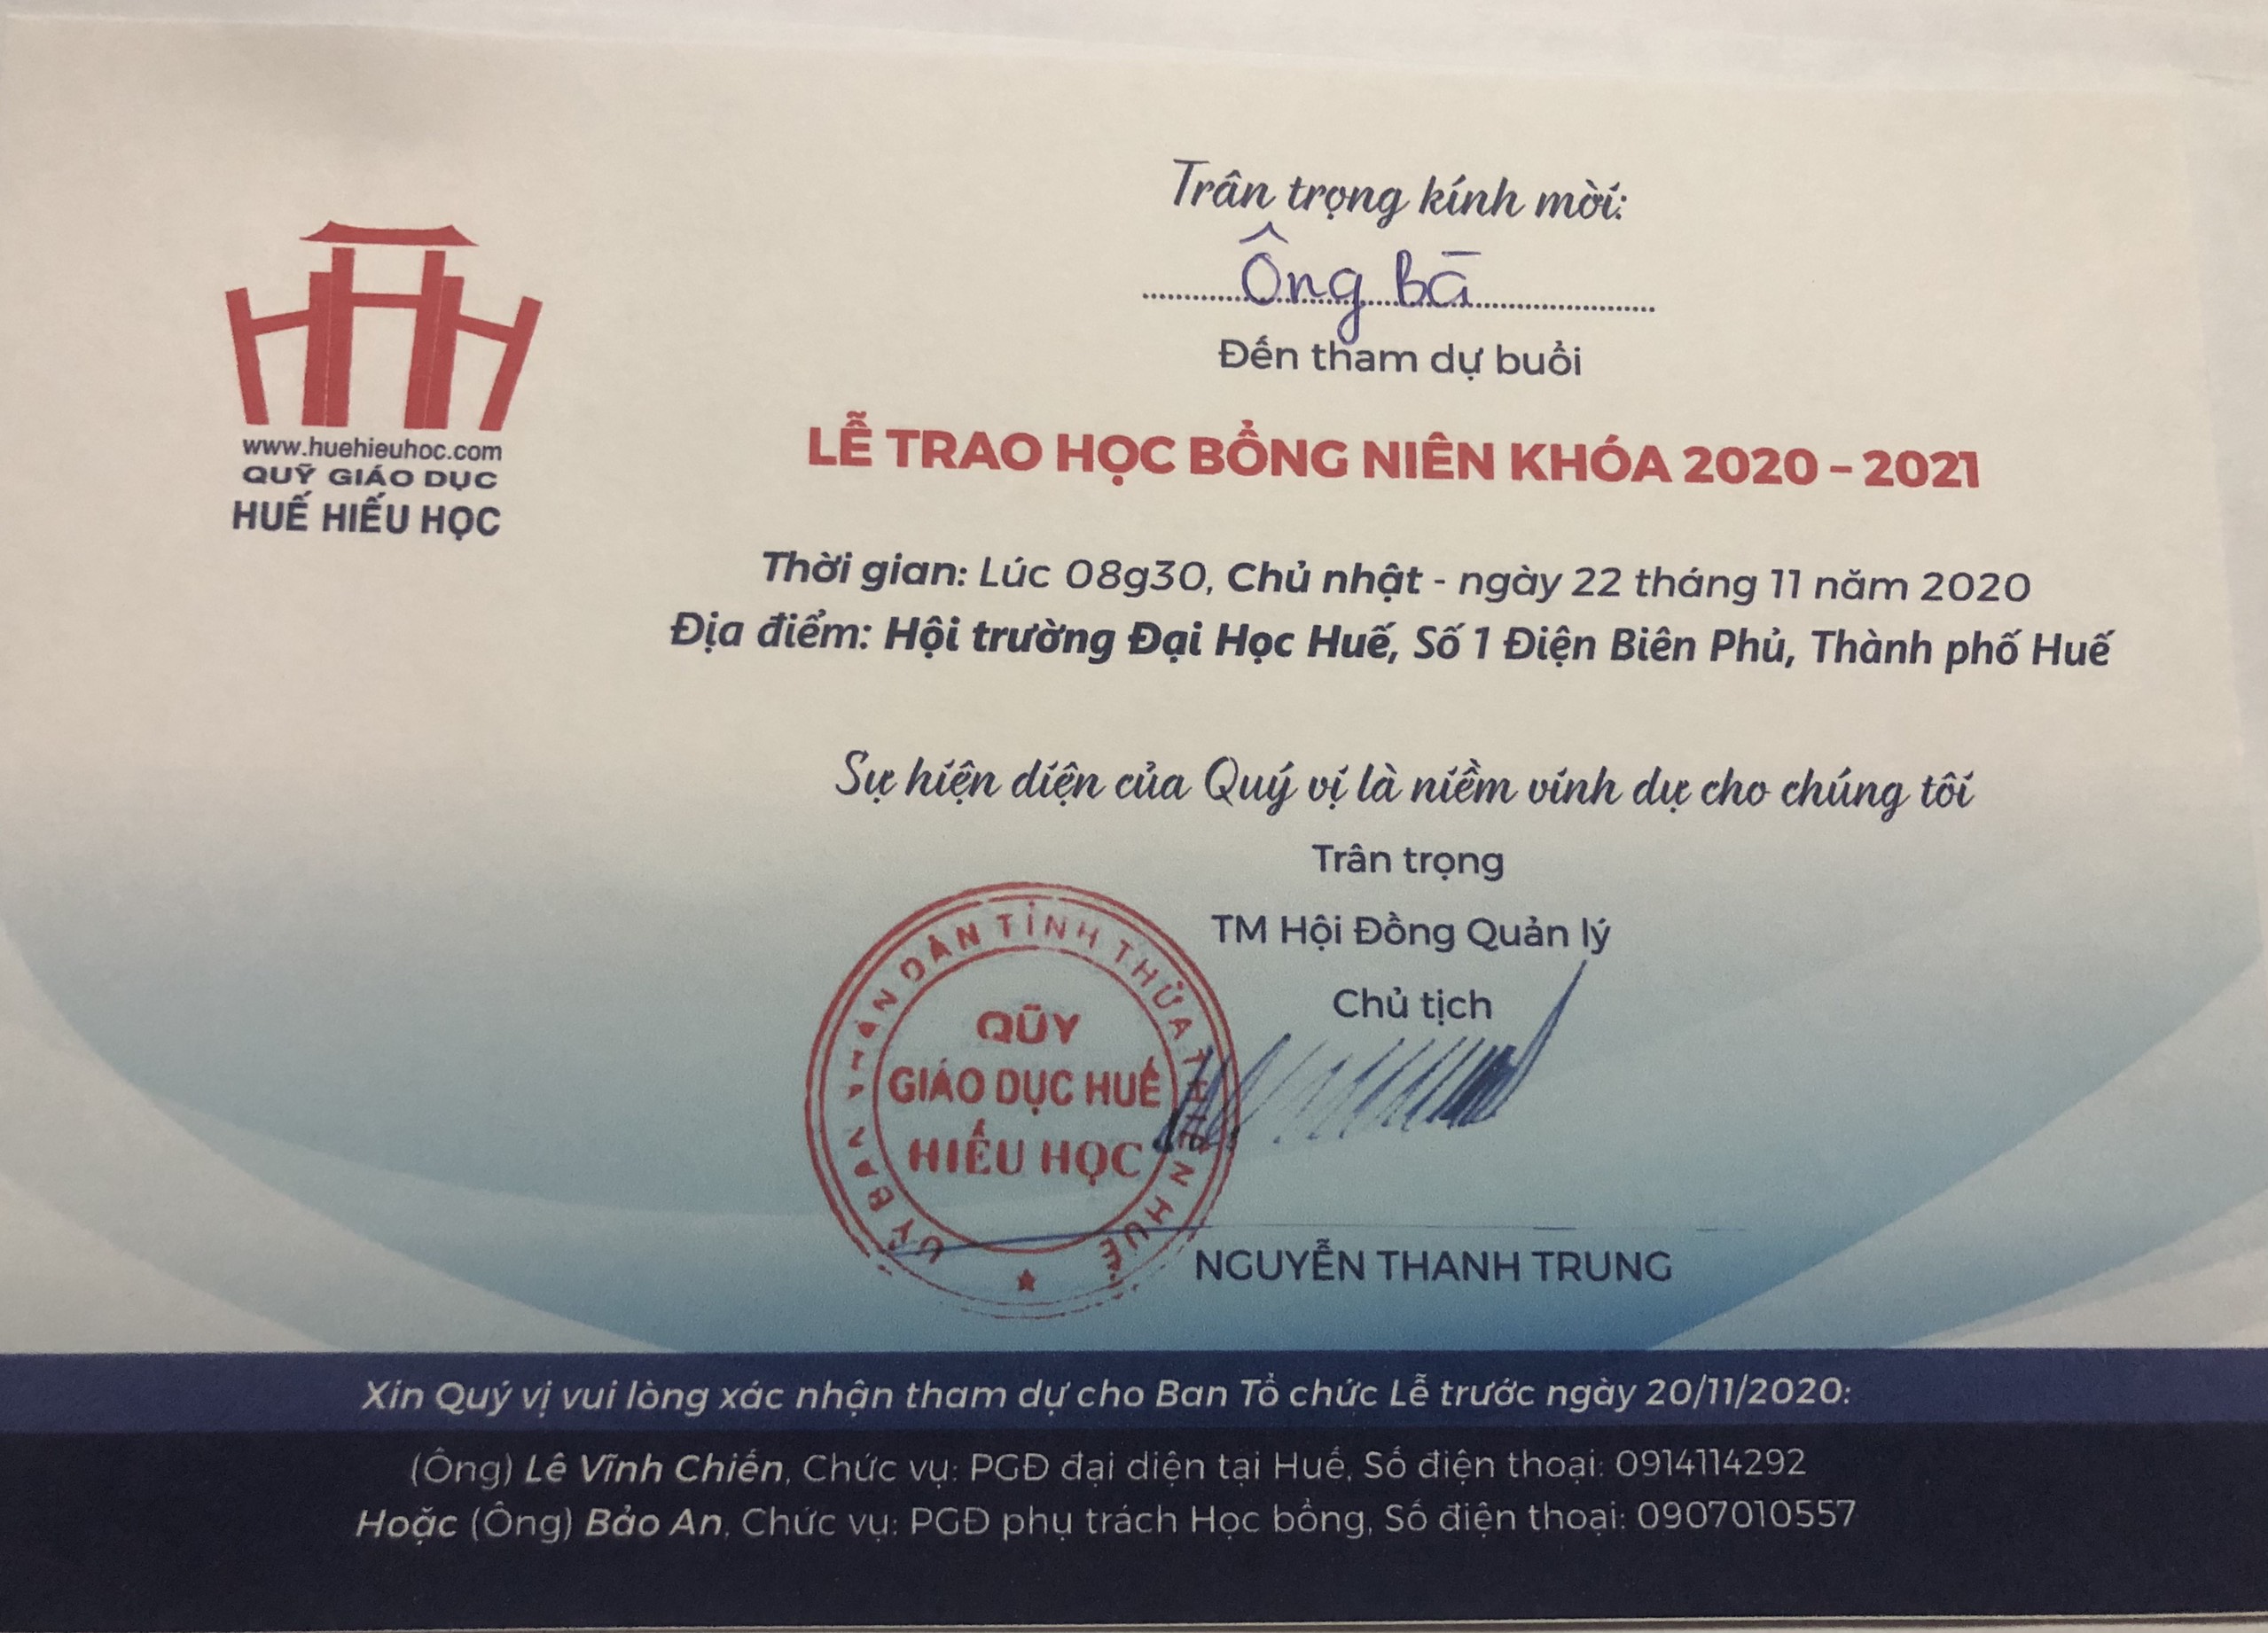 Trân trọng kính mời:
Ông bà
Đến tham dự buổi
LỄ TRAO HỌC BỔNG NIÊN KHÓA 2020 - 2021
www.huehieuhoc.com
QUỸ GIÁO DỤC
HUẾ HIẾU HỌC
Thời gian: Lúc 08g30, Chủ nhật - ngày 22 tháng 11 năm 2020
Địa điểm: Hội trường Đại Học Huế, Số 1 Điện Biên Phủ, Thành phố Huế
Sự hiện diện của Quý vị là niềm vinh dự cho chúng tôi
Trân trọng
TM Hội Đồng Quản lý
Chủ tịch
ỦY BAN NHÂN DÂN TỈNH THỪA THIÊN HUẾ
QŨY
GIÁO DỤC HUẾ
HIẾU HỌC
NGUYỄN THANH TRUNG
Xin Quý vị vui lòng xác nhận tham dự cho Ban Tổ chức Lễ trước ngày 20/11/2020:
(Ông) Lê Vĩnh Chiến, Chức vụ: PGĐ đại diện tại Huế, Số điện thoại: 0914114292
Hoặc (Ông) Bảo An, Chức vụ: PGĐ phụ trách Học bổng, Số điện thoại: 0907010557